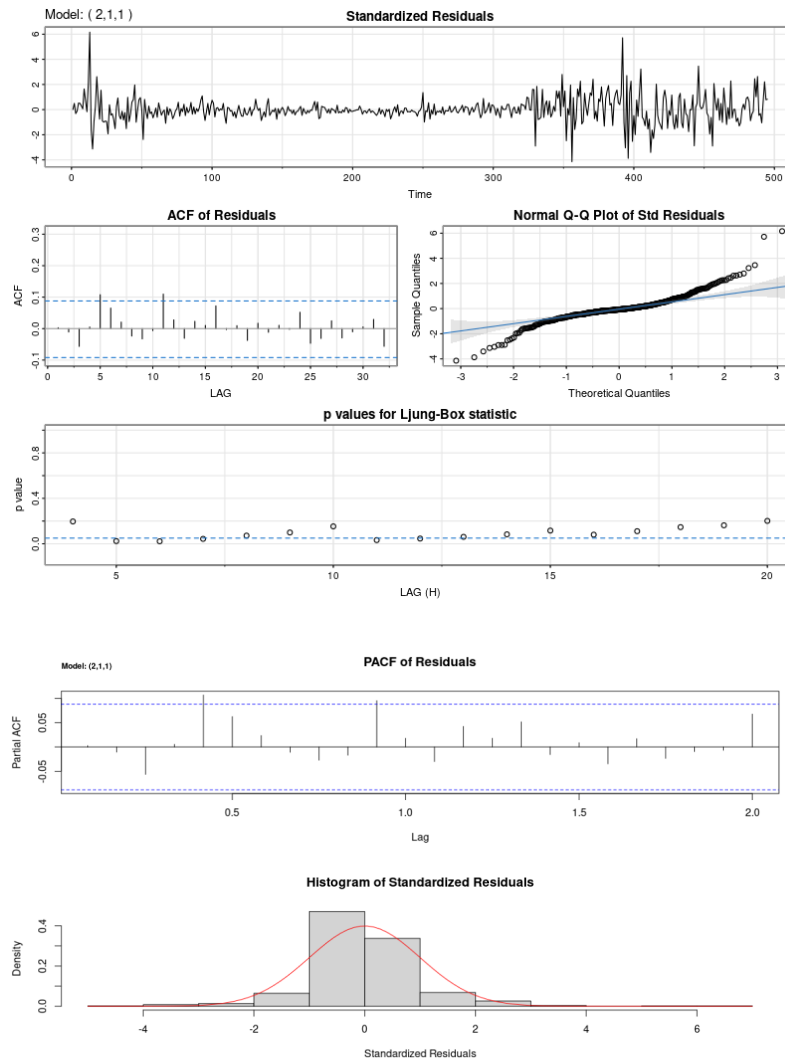 Model: ( 2,1,1 )
Standardized Residuals
6
4
2
0
-2
-4
0 100 200 300 400 500
Time
ACF of Residuals
0.3
0.2
0.1
0.0
-0.1
ACF
0 5 10 15 20 25 30
LAG
Normal Q-Q Plot of Std Residuals
6
4
2
0
-2
-4
Sample Quantiles
-3 -2 -1 0 1 2 3
Theoretical Quantiles
p values for Ljung-Box statistic
0.8
0.4
0.0
p value
5 10 15 20
LAG (H)
Model: (2,1,1)
PACF of Residuals
0.05
-0.05
Partial ACF
0.5 1.0 1.5 2.0
Lag
Histogram of Standardized Residuals
0.4
0.2
0.0
Density
-4 -2 0 2 4 6
Standardized Residuals